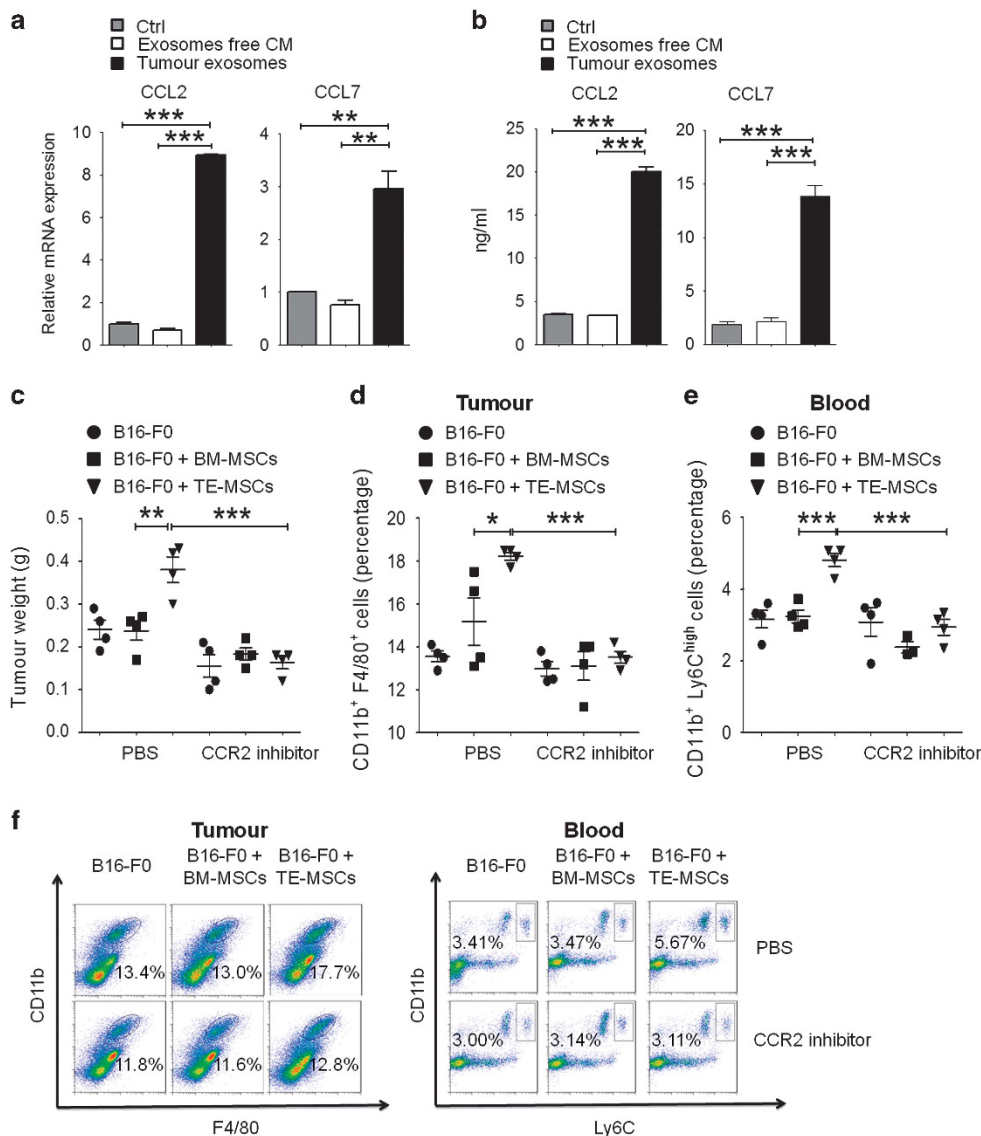 a
Ctrl
Exosomes free CM
Tumour exosomes
CCL2
CCL7
Relative mRNA expression
10
8
6
4
2
0
4
3
2
1
0
***
***
**
**
b
Ctrl
Exosomes free CM
Tumour exosomes
CCL2
CCL7
ng/ml
25
20
15
10
5
0
20
15
10
5
0
***
***
***
***
c
B16-F0
B16-F0 + BM-MSCs
B16-F0 + TE-MSCs
** ***
Tumour weight (g)
0.5
0.4
0.3
0.2
0.1
0.0
PBS CCR2 inhibitor
d
Tumour
B16-F0
B16-F0 + BM-MSCs
B16-F0 + TE-MSCs
* ***
CD11b+ F4/80+ cells (percentage)
20
18
16
14
12
10
PBS CCR2 inhibitor
e
Blood
B16-F0
B16-F0 + BM-MSCs
B16-F0 + TE-MSCs
*** ***
CD11b+ Ly6Chigh cells (percentage)
6
4
2
0
PBS CCR2 inhibitor
f
Tumour
B16-F0
B16-F0 +
BM-MSCs
B16-F0 +
TE-MSCs
13.4% 13.0% 17.7%
11.8% 11.6% 12.8%
CD11b
F4/80
Blood
B16-F0
B16-F0 +
BM-MSCs
B16-F0 +
TE-MSCs
3.41% 3.47% 5.67%
PBS
3.00% 3.14% 3.11%
CCR2 inhibitor
CD11b
Ly6C